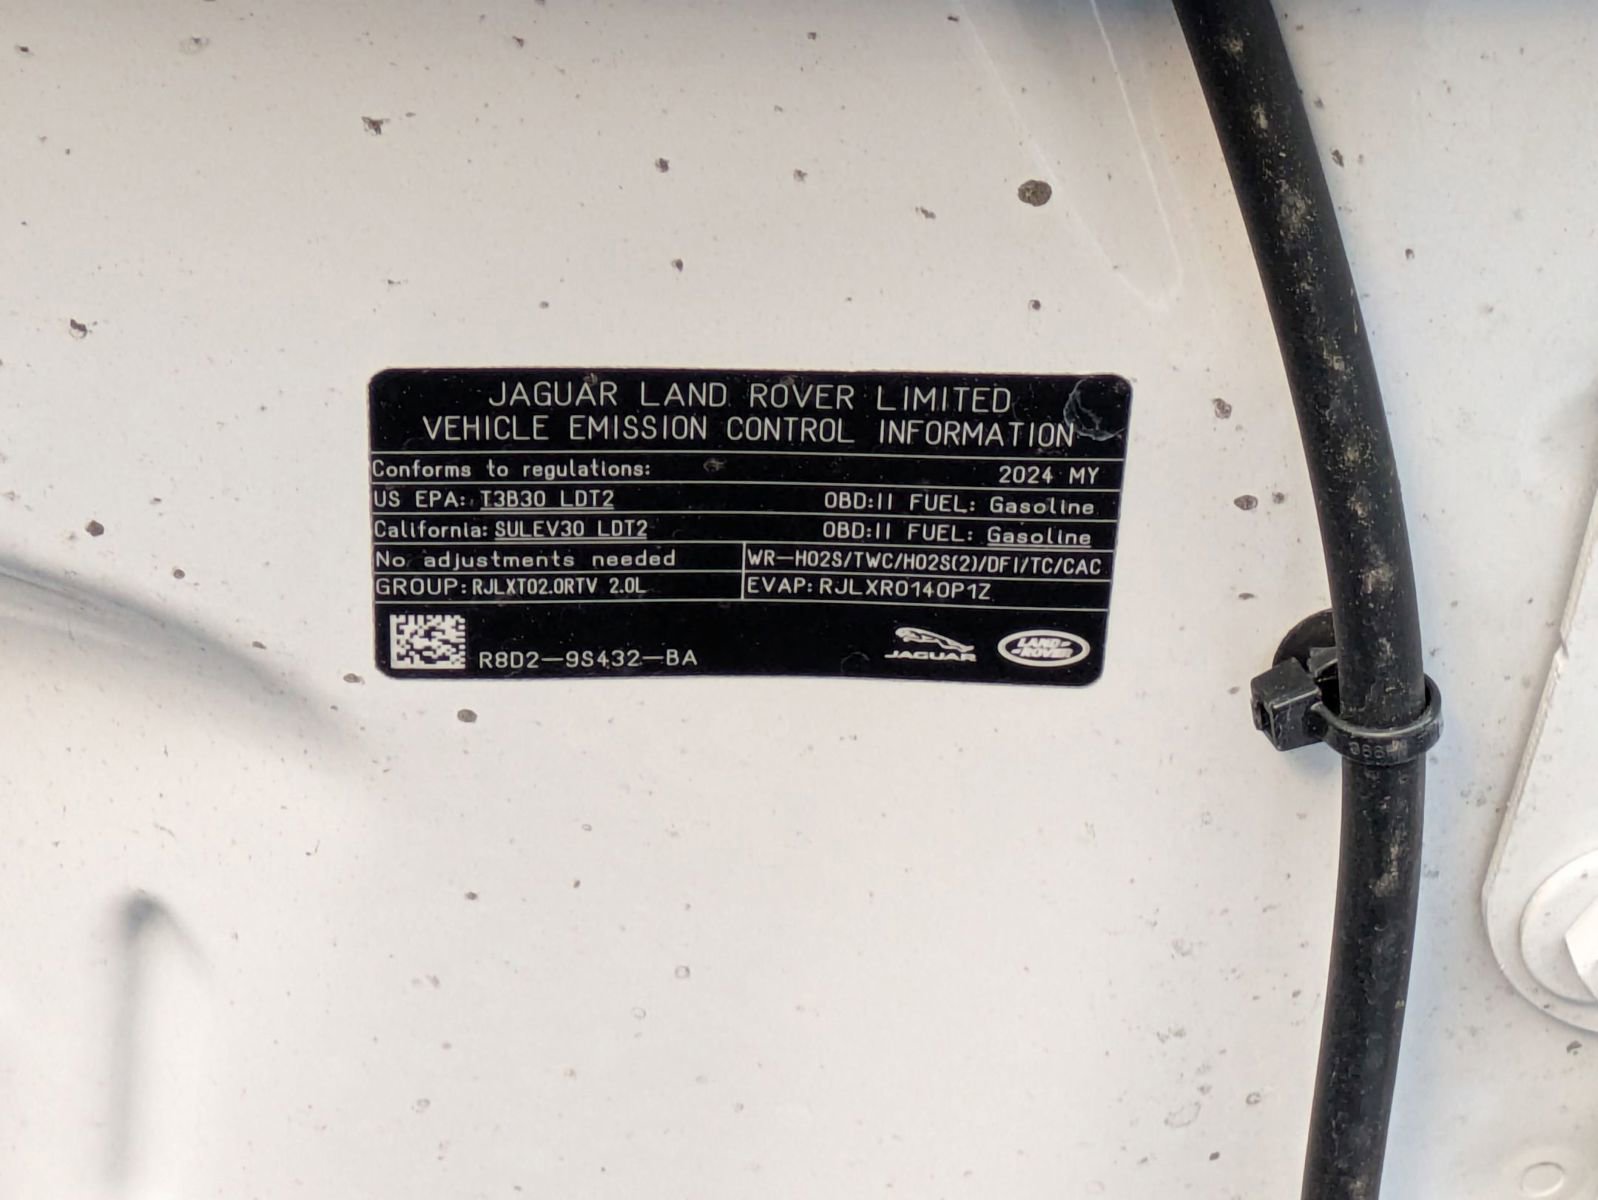 JAGUAR LAND ROVER LIMITED
VEHICLE EMISSION CONTROL INFORMATION
Conforms to regulations: 2024 MY
US EPA: T3B30 LDT2 OBD:II FUEL: Gasoline
California: SULEV30 LDT2 OBD:II FUEL: Gasoline
No adjustments needed WR-HO2S/TWC/HO2S(2)/DFI/TC/CAC
GROUP: RJLXT02.0RTV 2.0L EVAP: RJLXR0140P1Z
R8D2-9S432-BA
JAGUAR
LAND ROVER